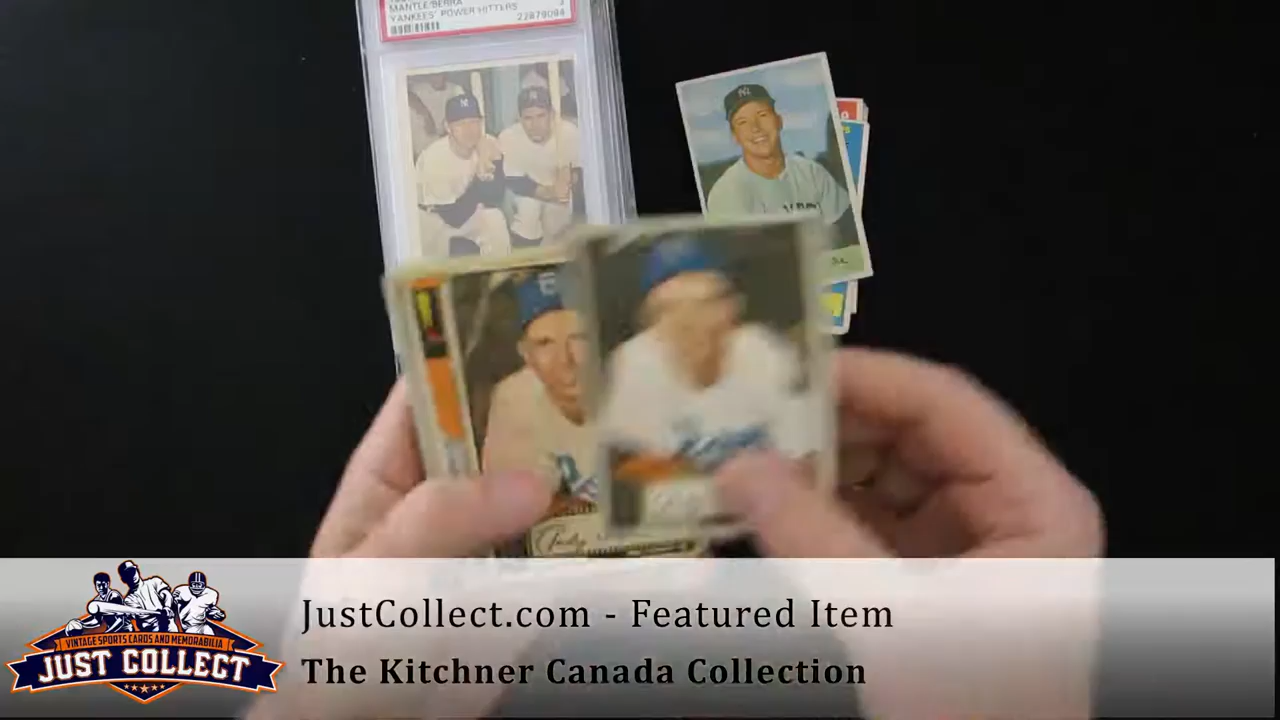 MANTLE/BERRA
YANKEES' POWER HITTERS
22879094
JustCollect.com - Featured Item
The Kitchner Canada Collection
VINTAGE SPORTS CARDS AND MEMORABILIA
JUST COLLECT